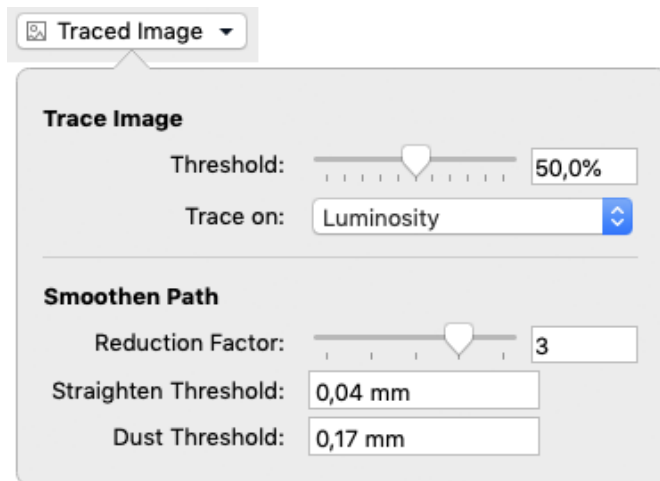 Traced Image
Trace Image
Threshold: 50,0%
Trace on: Luminosity
Smoothen Path
Reduction Factor: 3
Straighten Threshold: 0,04 mm
Dust Threshold: 0,17 mm